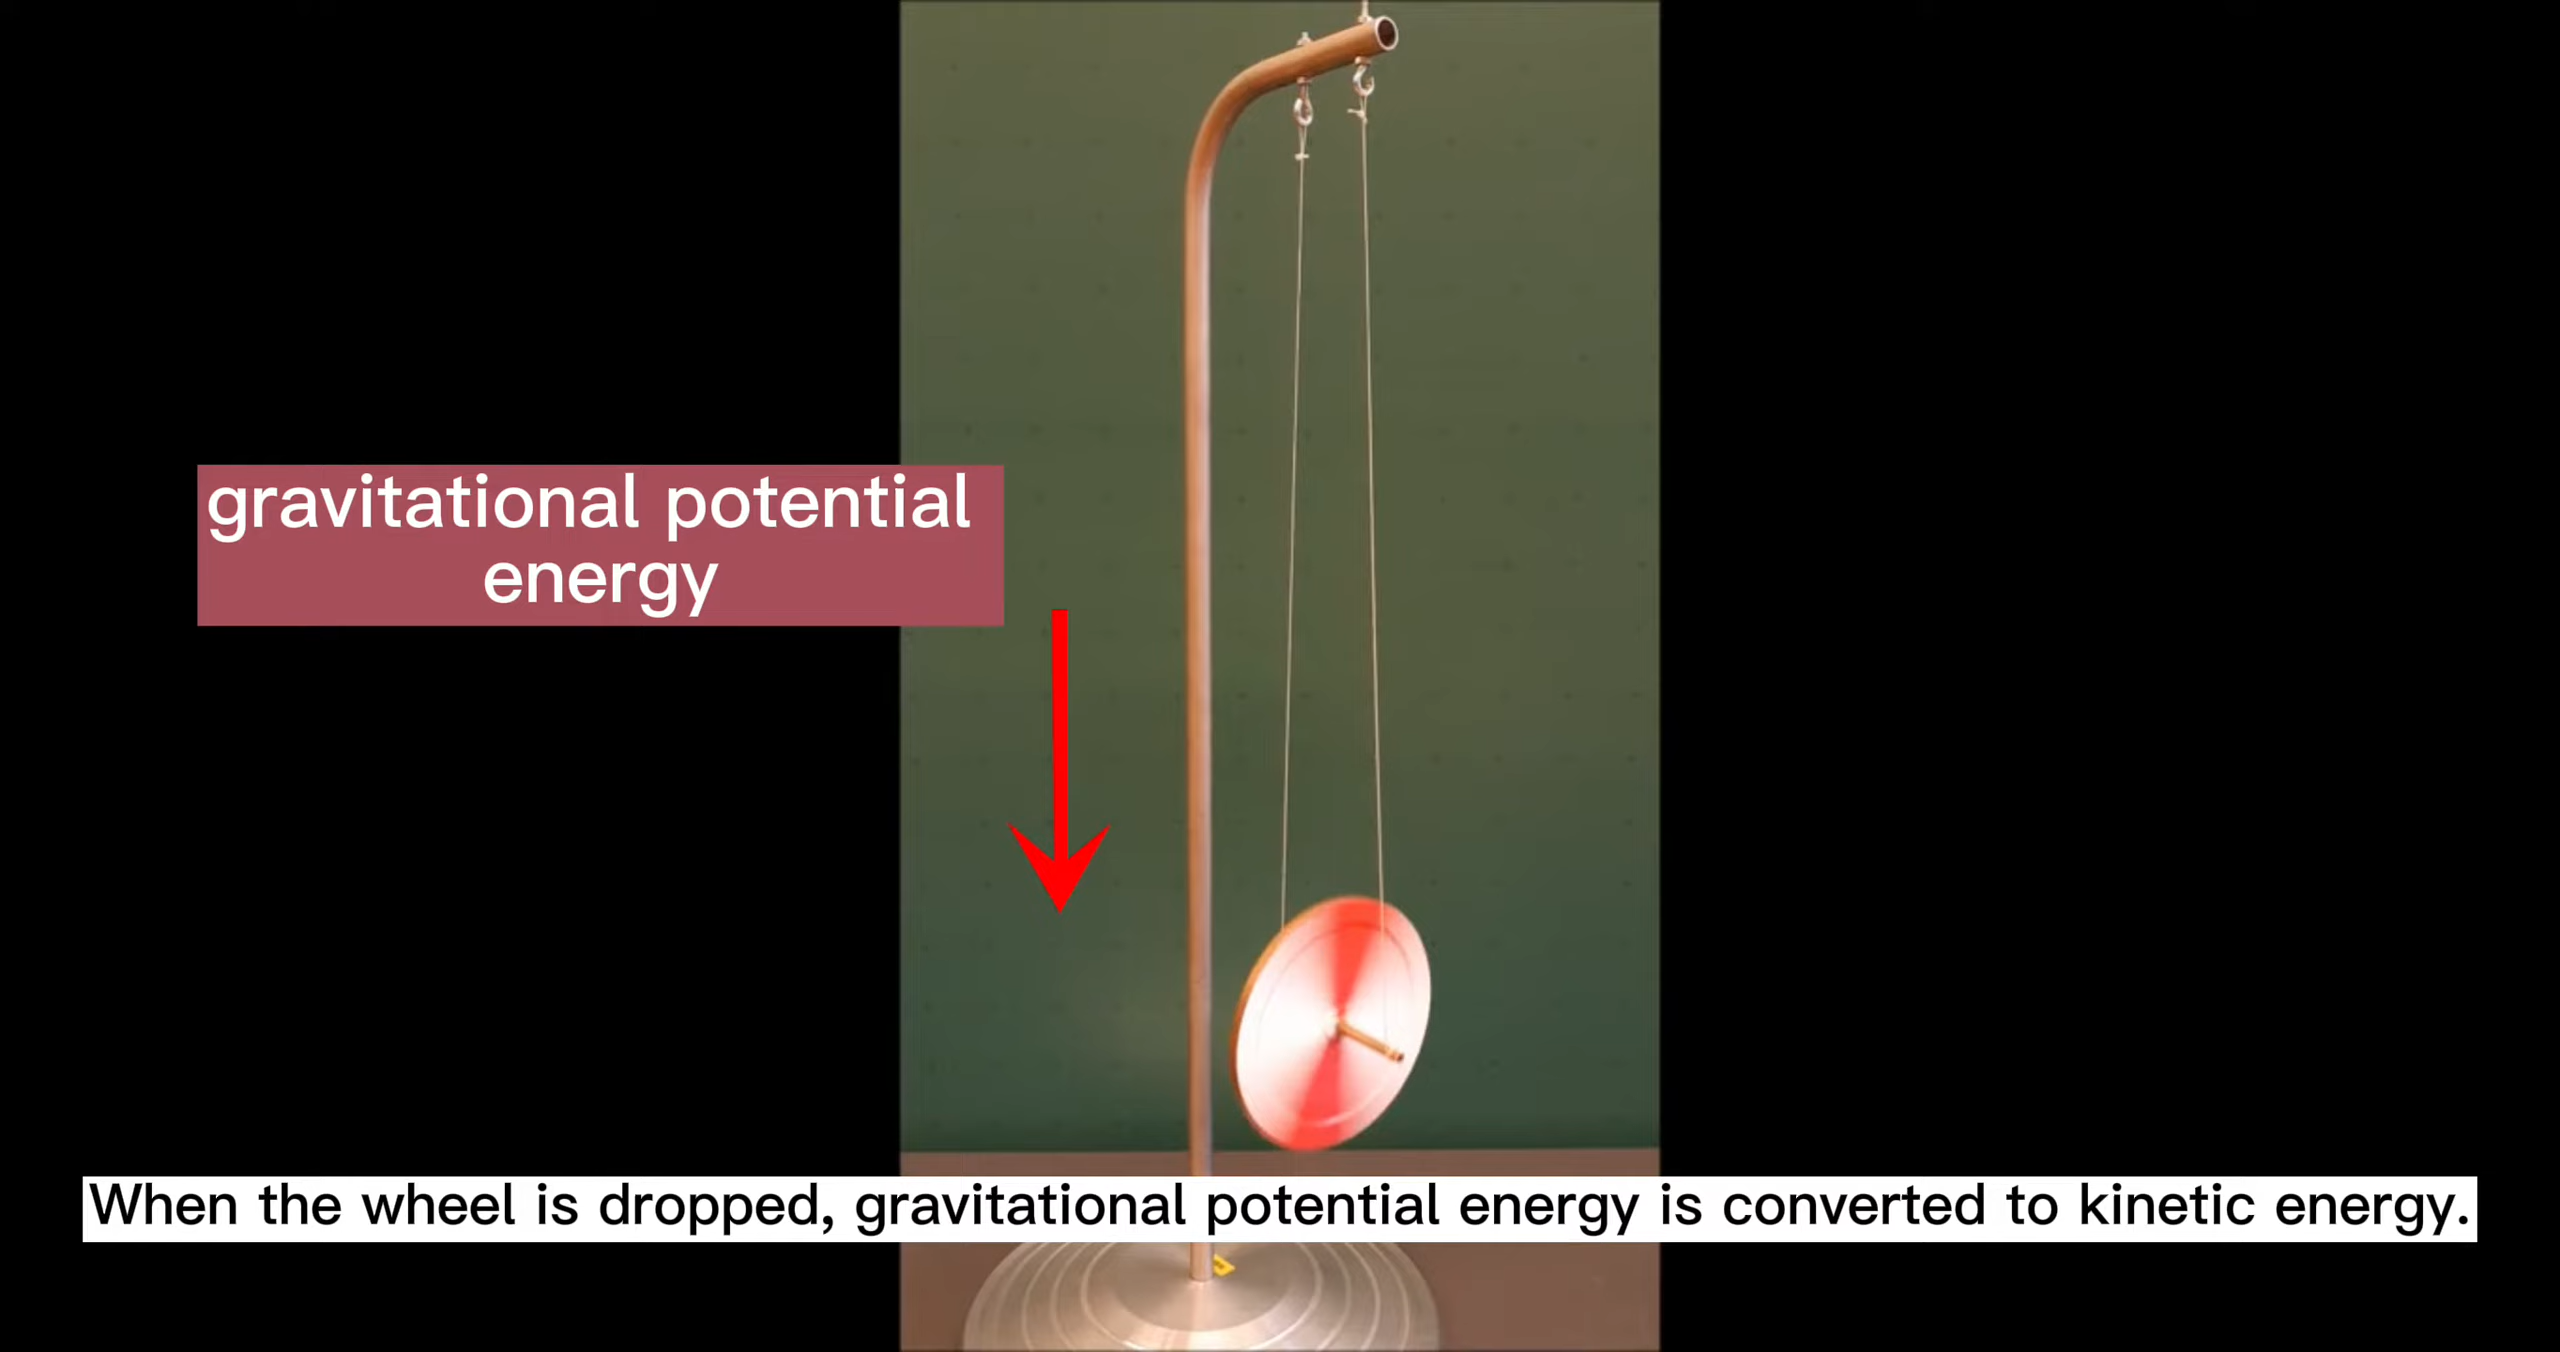 gravitational potential
energy
When the wheel is dropped, gravitational potential energy is converted to kinetic energy.